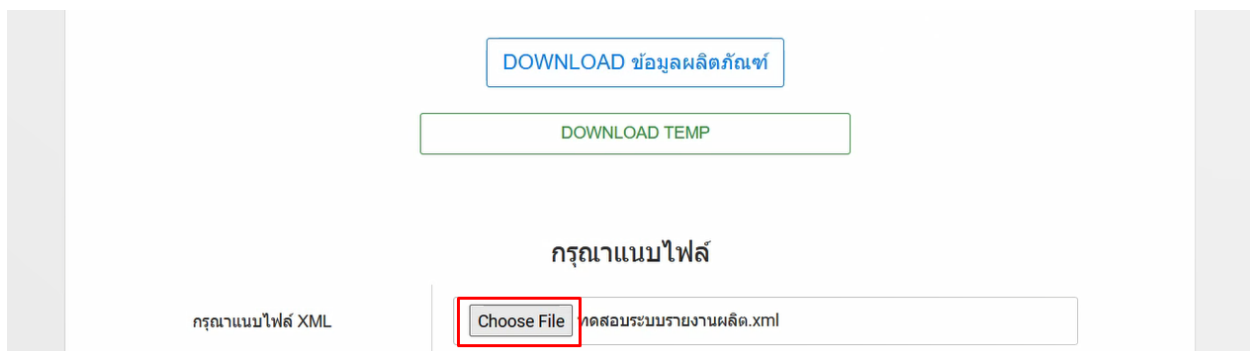 DOWNLOAD ข้อมูลผลิตภัณฑ์
DOWNLOAD TEMP
กรุณาแนบไฟล์
กรุณาแนบไฟล์ XML
Choose File ทดสอบระบบรายงานผลิต.xml